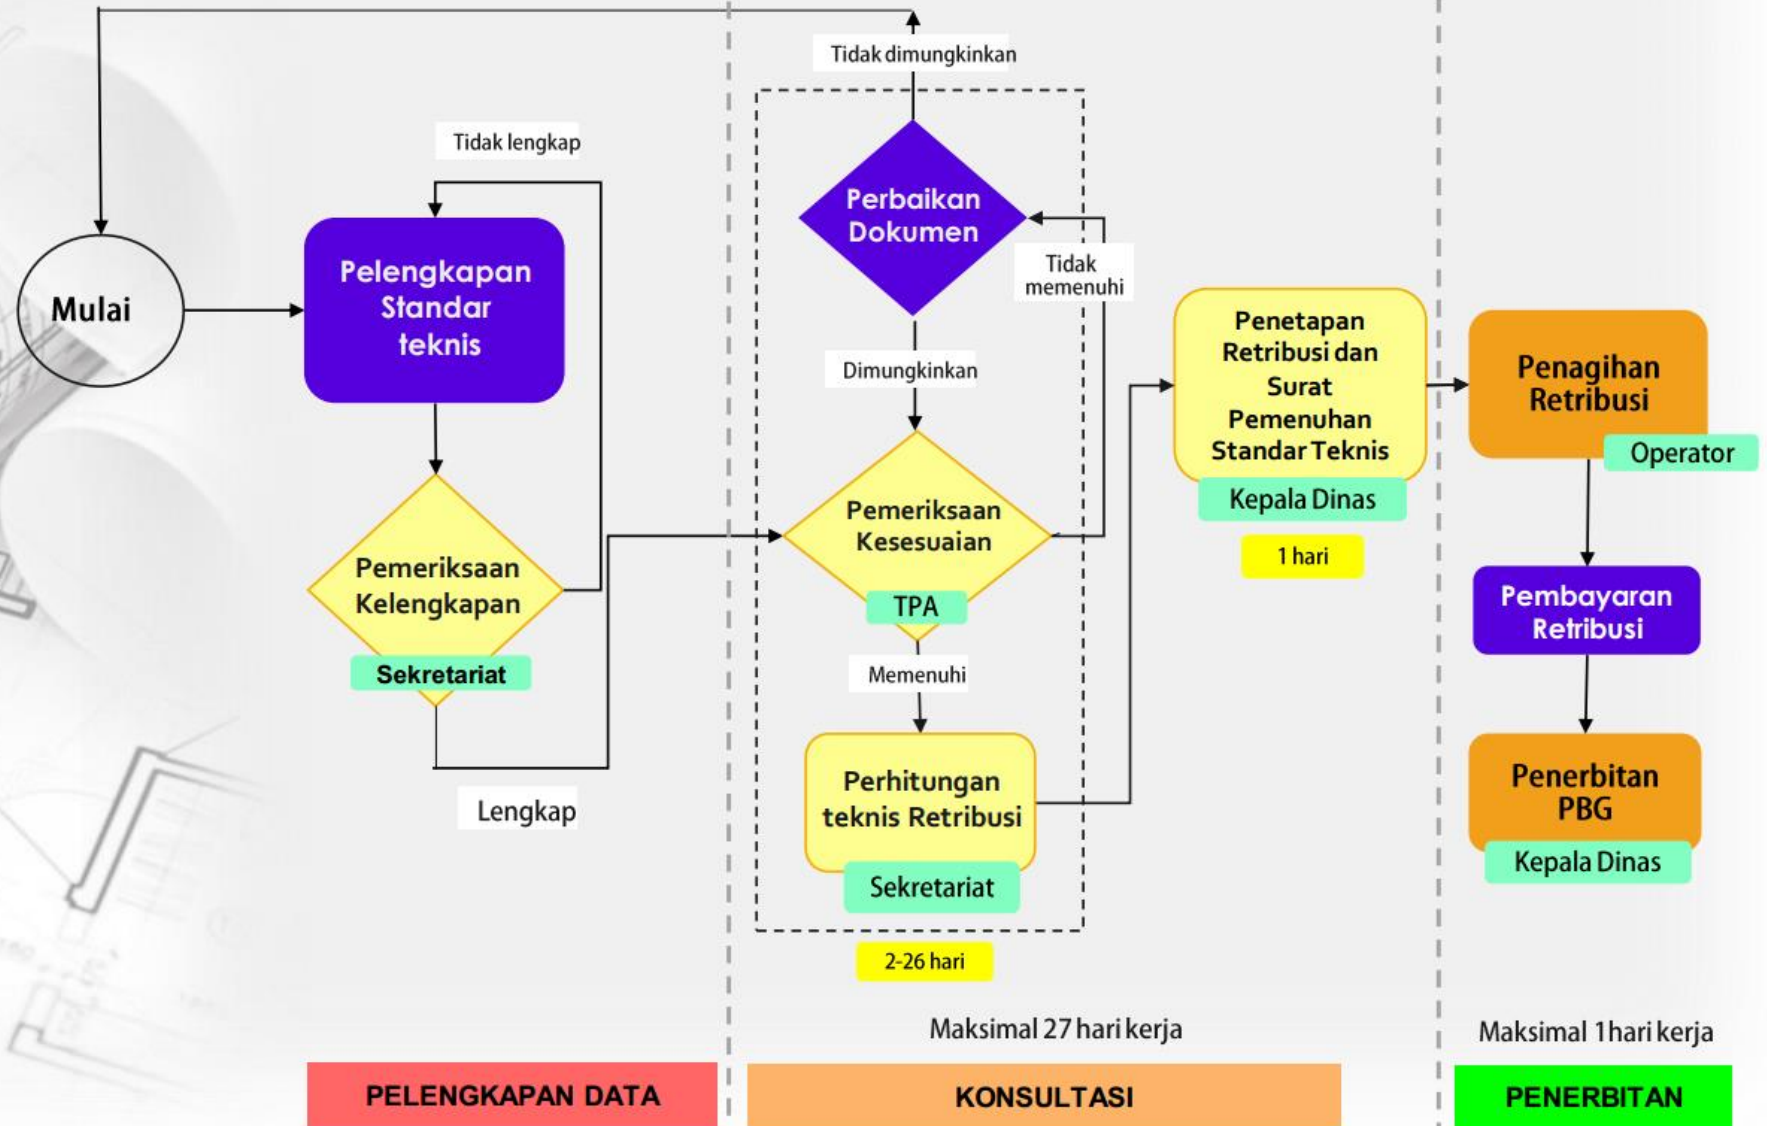 Tidak dimungkinkan
Tidak lengkap
Mulai
Pelengkapan
Standar
teknis
Pemeriksaan
Kelengkapan
Sekretariat
Lengkap
Perbaikan
Dokumen
Tidak
memenuhi
Dimungkinkan
Pemeriksaan
Kesesuaian
TPA
Memenuhi
Perhitungan
teknis Retribusi
Sekretariat
2-26 hari
Penetapan
Retribusi dan
Surat
Pemenuhan
Standar Teknis
Kepala Dinas
1 hari
Penagihan
Retribusi
Operator
Pembayaran
Retribusi
Penerbitan
PBG
Kepala Dinas
Maksimal 27 hari kerja
Maksimal 1 hari kerja
PELENGKAPAN DATA
KONSULTASI
PENERBITAN